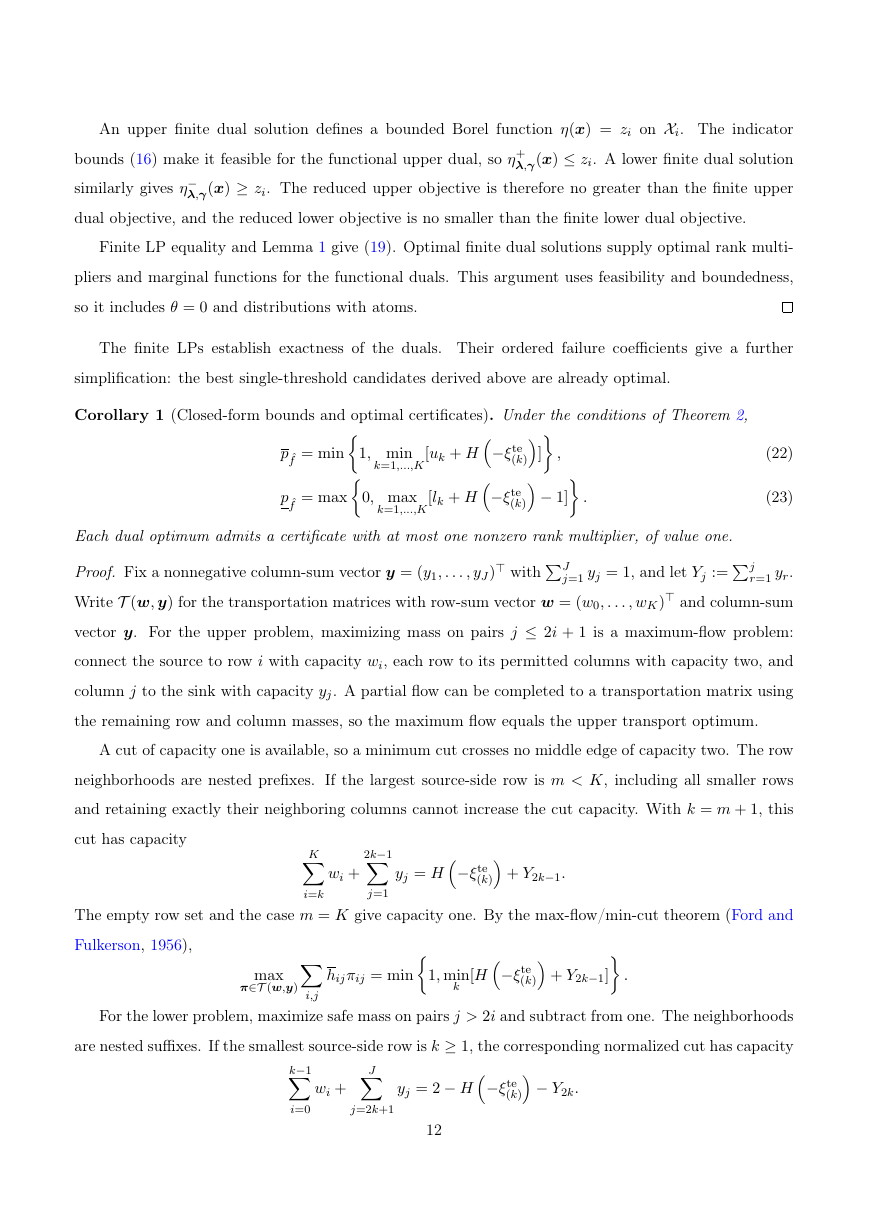 An upper finite dual solution defines a bounded Borel function η(x) = z_i on 𝒳_i. The indicator
bounds (16) make it feasible for the functional upper dual, so η⁺_{λ,γ}(x) ≤ z_i. A lower finite dual solution
similarly gives η⁻_{λ,γ}(x) ≥ z_i. The reduced upper objective is therefore no greater than the finite upper
dual objective, and the reduced lower objective is no smaller than the finite lower dual objective.
Finite LP equality and Lemma 1 give (19). Optimal finite dual solutions supply optimal rank multi-
pliers and marginal functions for the functional duals. This argument uses feasibility and boundedness,
so it includes θ = 0 and distributions with atoms. □
The finite LPs establish exactness of the duals. Their ordered failure coefficients give a further
simplification: the best single-threshold candidates derived above are already optimal.
Corollary 1 (Closed-form bounds and optimal certificates). Under the conditions of Theorem 2,
\overline{p}_{\hat{f}} = min { 1, min_{k=1,...,K} [u_k + H(−ξ^{te}_{(k)})] } , (22)
\underline{p}_{\hat{f}} = max { 0, max_{k=1,...,K} [l_k + H(−ξ^{te}_{(k)}) − 1] } . (23)
Each dual optimum admits a certificate with at most one nonzero rank multiplier, of value one.
Proof. Fix a nonnegative column-sum vector y = (y_1, . . . , y_J)^⊤ with ∑_{j=1}^{J} y_j = 1, and let Y_j := ∑_{r=1}^{j} y_r.
Write 𝒯(w, y) for the transportation matrices with row-sum vector w = (w_0, . . . , w_K)^⊤ and column-sum
vector y. For the upper problem, maximizing mass on pairs j ≤ 2i + 1 is a maximum-flow problem:
connect the source to row i with capacity w_i, each row to its permitted columns with capacity two, and
column j to the sink with capacity y_j. A partial flow can be completed to a transportation matrix using
the remaining row and column masses, so the maximum flow equals the upper transport optimum.
A cut of capacity one is available, so a minimum cut crosses no middle edge of capacity two. The row
neighborhoods are nested prefixes. If the largest source-side row is m < K, including all smaller rows
and retaining exactly their neighboring columns cannot increase the cut capacity. With k = m + 1, this
cut has capacity
∑_{i=k}^{K} w_i + ∑_{j=1}^{2k−1} y_j = H(−ξ^{te}_{(k)}) + Y_{2k−1}.
The empty row set and the case m = K give capacity one. By the max-flow/min-cut theorem (Ford and
Fulkerson, 1956),
max_{π∈𝒯(w,y)} ∑_{i,j} \overline{h}_{ij} π_{ij} = min { 1, min_k [H(−ξ^{te}_{(k)}) + Y_{2k−1}] } .
For the lower problem, maximize safe mass on pairs j > 2i and subtract from one. The neighborhoods
are nested suffixes. If the smallest source-side row is k ≥ 1, the corresponding normalized cut has capacity
∑_{i=0}^{k−1} w_i + ∑_{j=2k+1}^{J} y_j = 2 − H(−ξ^{te}_{(k)}) − Y_{2k}.
12